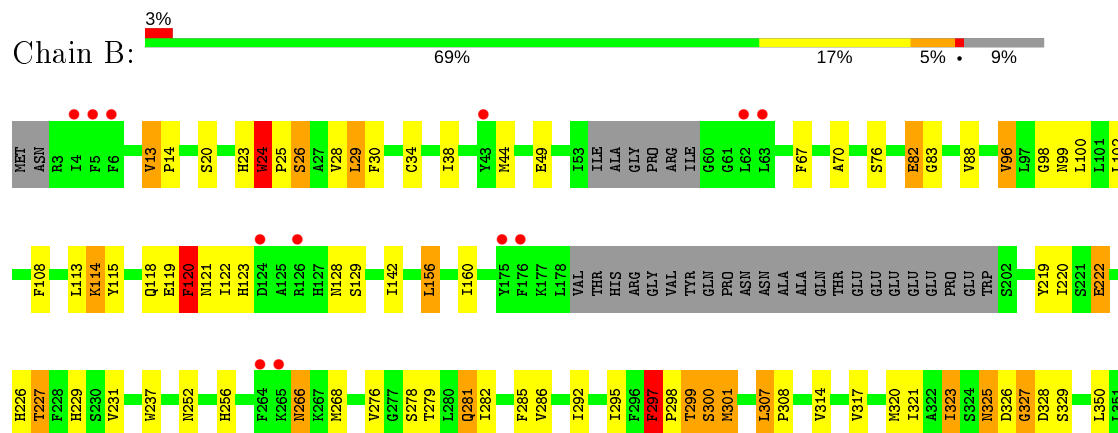 3%
Chain B:
69% 17% 5% • 9%
MET ASN R3 I4 F5 F6 V13 P14 S20 H23 W24 P25 S26 A27 V28 L29 F30 C34 I38 Y43 M44 E49 I53 ILE ALA GLY PRO ARG ILE G60 G61 L62 L63 F67 A70 S76 E82 G83 V88 V96 L97 G98 N99 L100 L101 L102
F108 L113 K114 Y115 Q118 E119 F120 N121 I122 H123 D124 A125 R126 H127 N128 S129 I142 L156 I160 Y175 F176 K177 L178 VAL THR HIS ARG GLY VAL TYR GLN PRO ASN ASN ALA ALA GLN THR GLU GLU GLU GLU GLU PRO GLU TRP S202 Y219 I220 S221 E222
H226 T227 F228 H229 S230 V231 W237 N252 H256 F264 K265 N266 K267 M268 V276 G277 S278 T279 L280 Q281 I282 F285 V286 I292 I295 F296 F297 P298 T299 S300 M301 L307 P308 V314 V317 M320 I321 A322 I323 S324 N325 D326 G327 D328 S329 L350 L351